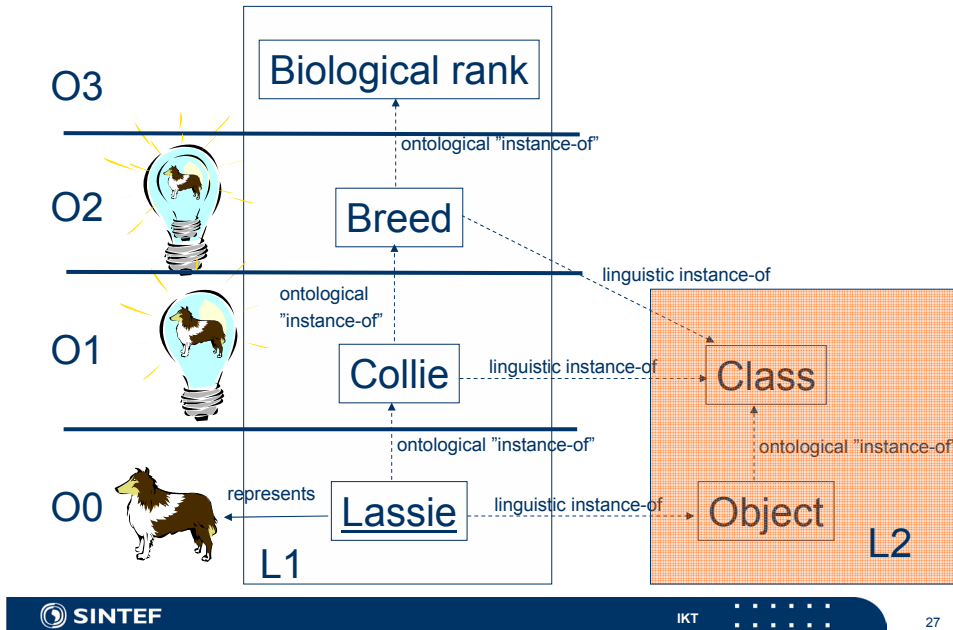 O3
Biological rank
ontological ”instance-of”
O2
Breed
linguistic instance-of
ontological
”instance-of”
O1
Collie
linguistic instance-of
Class
ontological ”instance-of”
ontological ”instance-of”
O0
represents
Lassie
linguistic instance-of
Object
L1
L2
SINTEF
IKT
27